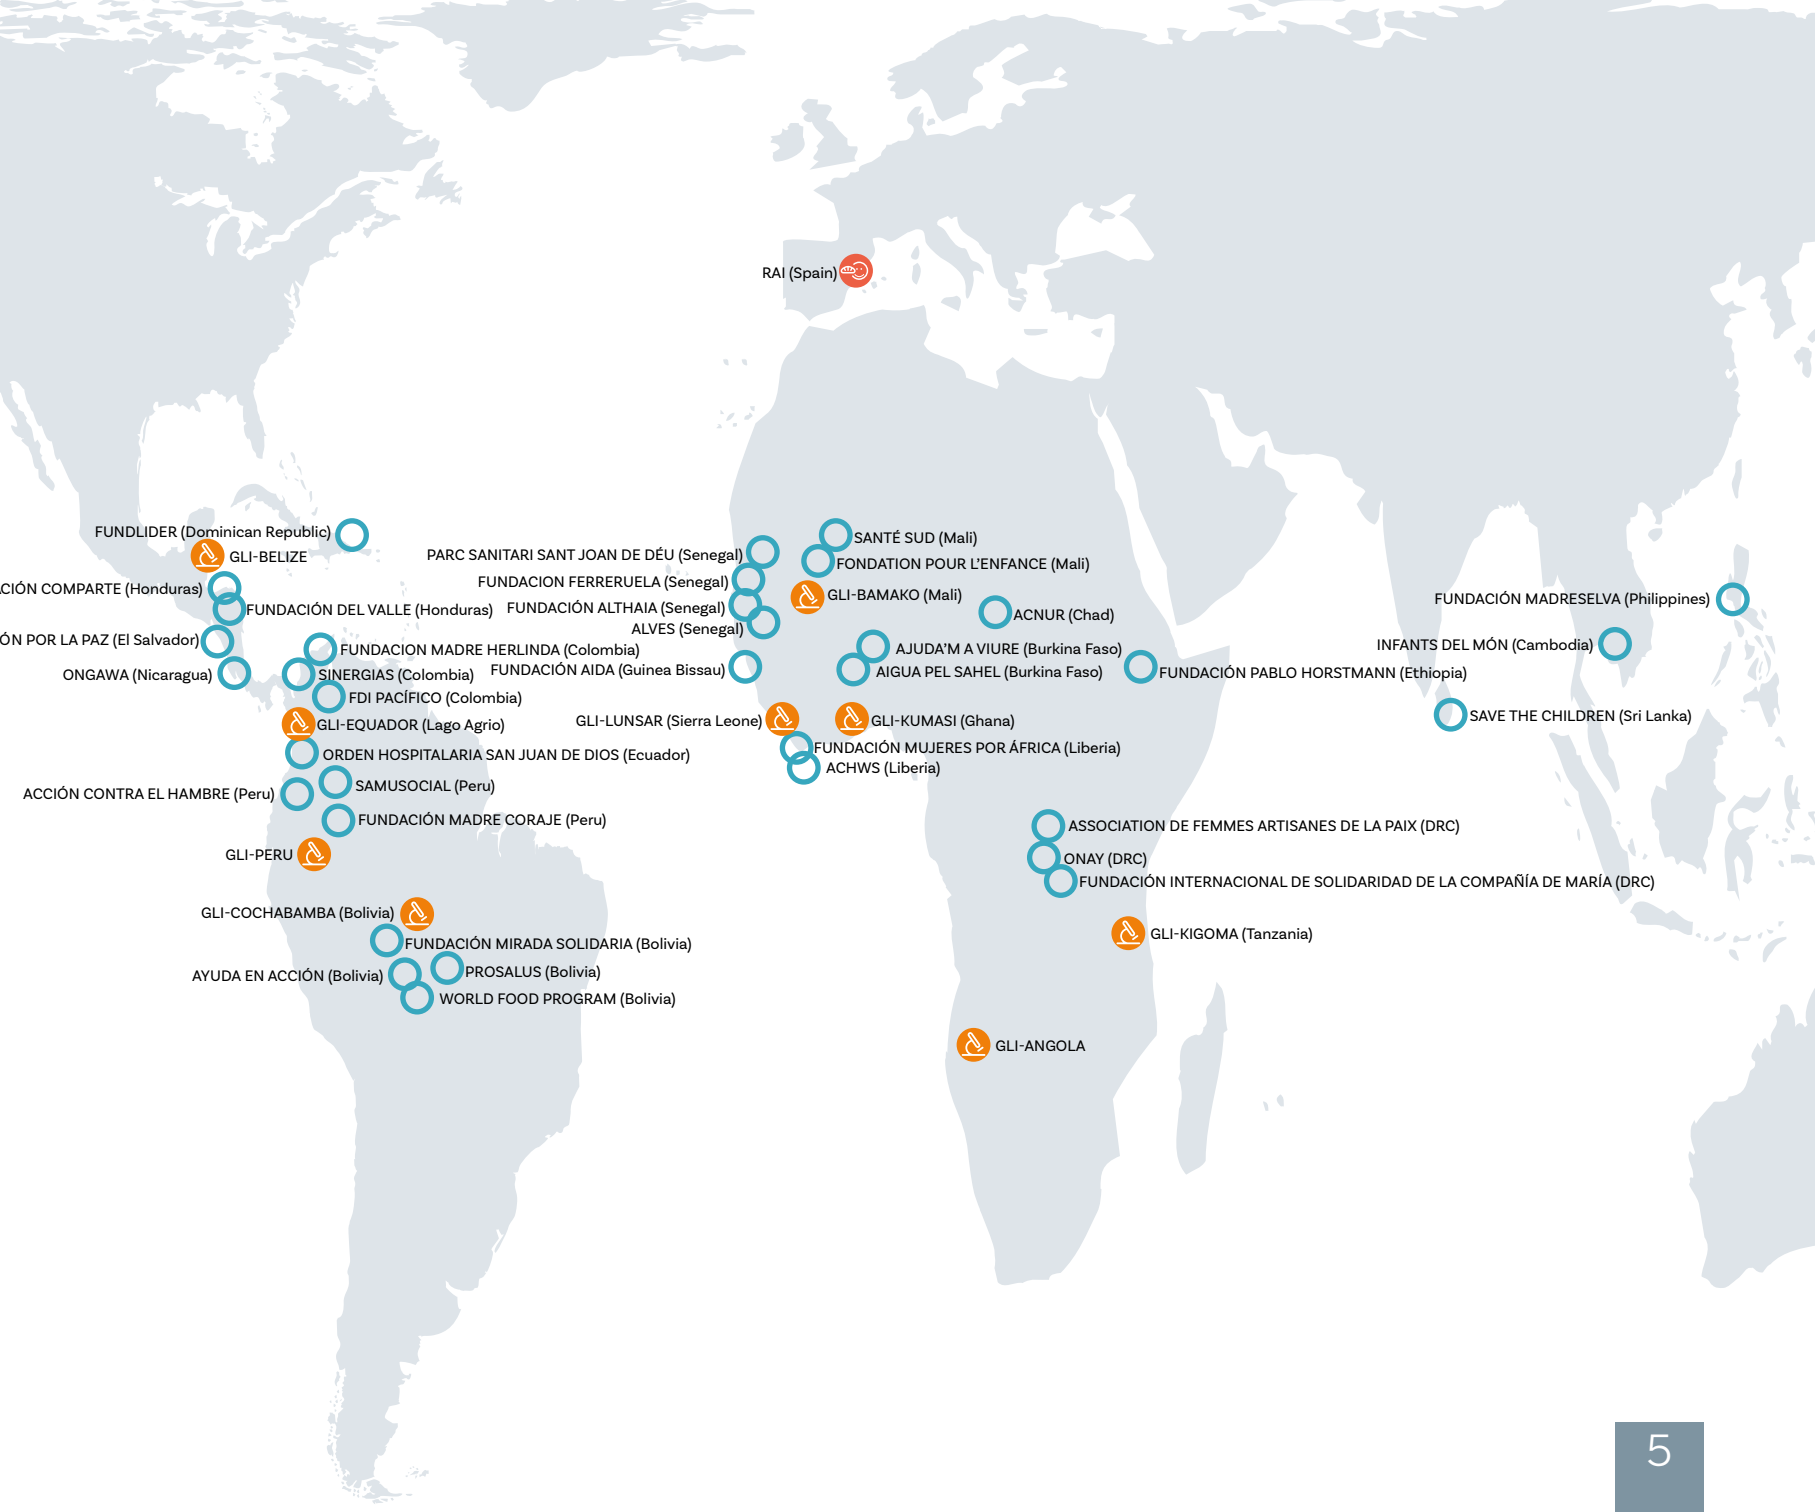 RAI (Spain)
FUNDLIDER (Dominican Republic)
GLI-BELIZE
CIÓN COMPARTE (Honduras)
FUNDACIÓN DEL VALLE (Honduras)
ÓN POR LA PAZ (El Salvador)
ONGAWA (Nicaragua)
FUNDACION MADRE HERLINDA (Colombia)
SINERGIAS (Colombia)
FDI PACÍFICO (Colombia)
GLI-EQUADOR (Lago Agrio)
ORDEN HOSPITALARIA SAN JUAN DE DIOS (Ecuador)
SAMUSOCIAL (Peru)
ACCIÓN CONTRA EL HAMBRE (Peru)
FUNDACIÓN MADRE CORAJE (Peru)
GLI-PERU
GLI-COCHABAMBA (Bolivia)
FUNDACIÓN MIRADA SOLIDARIA (Bolivia)
AYUDA EN ACCIÓN (Bolivia)
PROSALUS (Bolivia)
WORLD FOOD PROGRAM (Bolivia)
PARC SANITARI SANT JOAN DE DÉU (Senegal)
FUNDACION FERRERUELA (Senegal)
FUNDACIÓN ALTHAIA (Senegal)
ALVES (Senegal)
FUNDACIÓN AIDA (Guinea Bissau)
SANTÉ SUD (Mali)
FONDATION POUR L'ENFANCE (Mali)
GLI-BAMAKO (Mali)
ACNUR (Chad)
AJUDA'M A VIURE (Burkina Faso)
AIGUA PEL SAHEL (Burkina Faso)
FUNDACIÓN PABLO HORSTMANN (Ethiopia)
GLI-LUNSAR (Sierra Leone)
GLI-KUMASI (Ghana)
FUNDACIÓN MUJERES POR ÁFRICA (Liberia)
ACHWS (Liberia)
ASSOCIATION DE FEMMES ARTISANES DE LA PAIX (DRC)
ONAY (DRC)
FUNDACIÓN INTERNACIONAL DE SOLIDARIDAD DE LA COMPAÑÍA DE MARÍA (DRC)
GLI-KIGOMA (Tanzania)
GLI-ANGOLA
FUNDACIÓN MADRESELVA (Philippines)
INFANTS DEL MÓN (Cambodia)
SAVE THE CHILDREN (Sri Lanka)
5